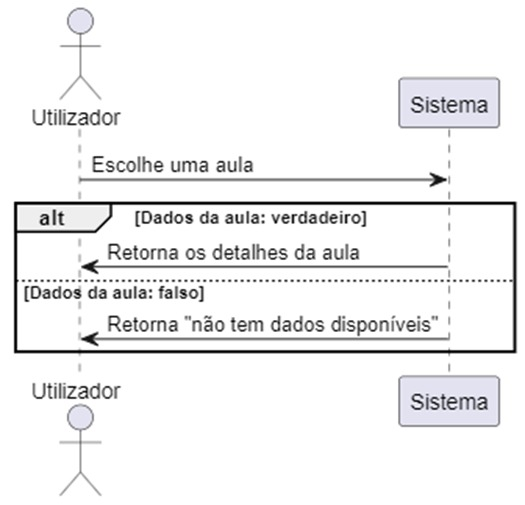 Utilizador
Sistema
Escolhe uma aula
alt [Dados da aula: verdadeiro]
Retorna os detalhes da aula
[Dados da aula: falso]
Retorna "não tem dados disponíveis"
Utilizador
Sistema